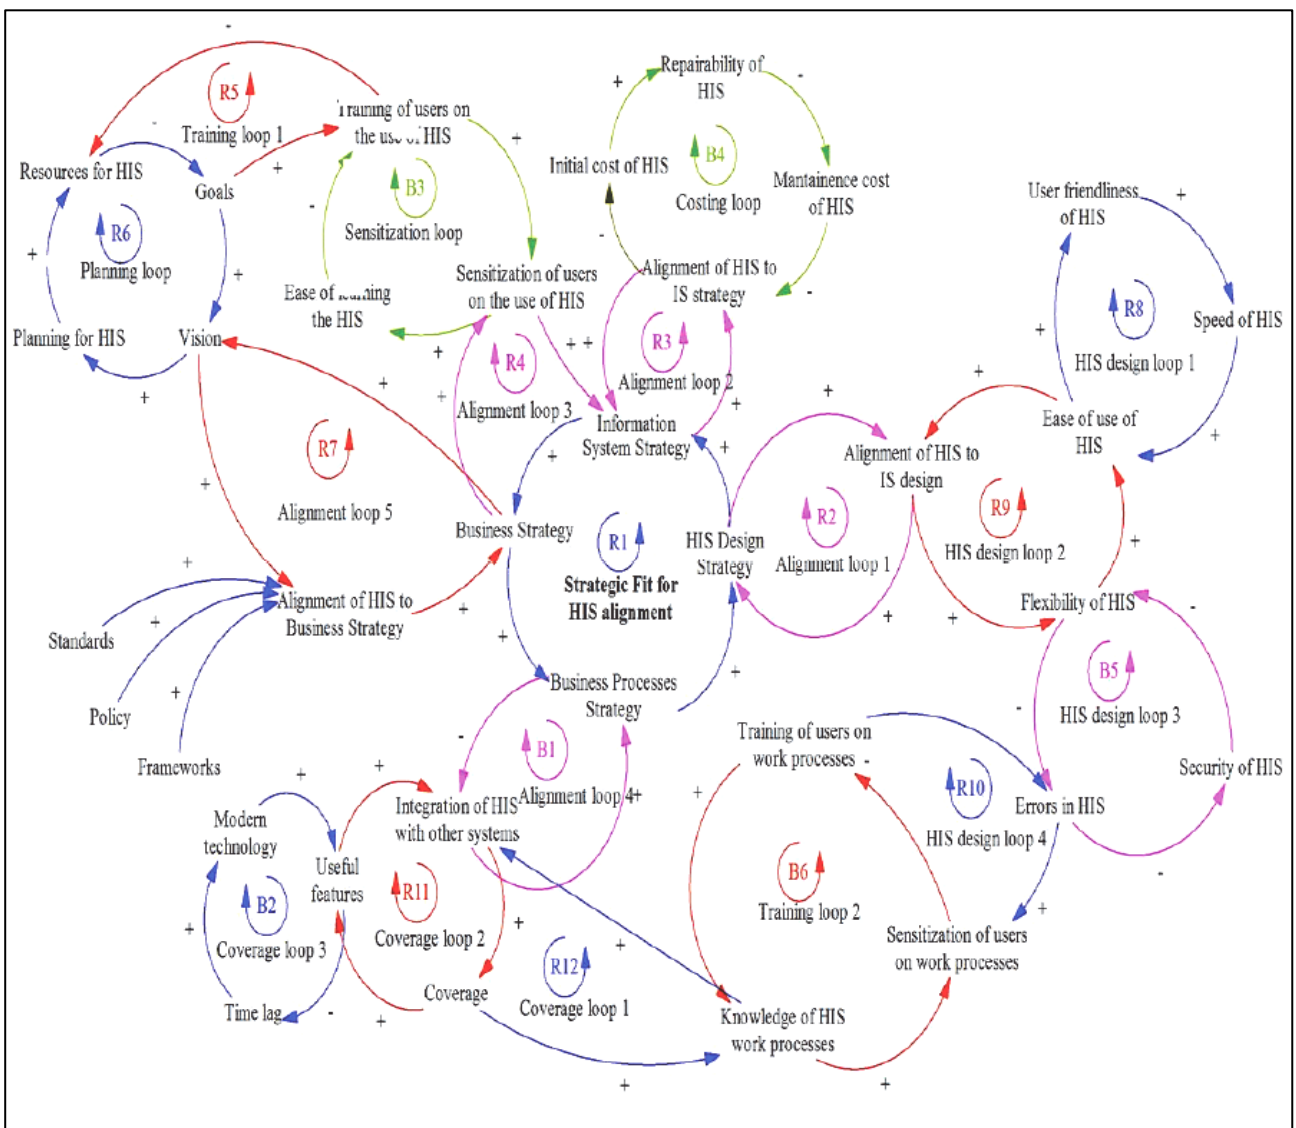 R5
Training loop 1
Training of users on
the use of HIS
Resources for HIS
Goals
R6
Planning loop
Planning for HIS
Vision
B3
Sensitization loop
Ease of learning
the HIS
Sensitization of users
on the use of HIS
Repairability of
HIS
Initial cost of HIS
B4
Costing loop
Mantainence cost
of HIS
Alignment of HIS to
IS strategy
R3
Alignment loop 2
R4
Alignment loop 3
Information
System Strategy
User friendliness
of HIS
R8
HIS design loop 1
Speed of HIS
Ease of use of
HIS
Alignment of HIS to
IS design
R9
HIS design loop 2
R2
Alignment loop 1
HIS Design
Strategy
R7
Alignment loop 5
Business Strategy
R1
Strategic Fit for
HIS alignment
Alignment of HIS to
Business Strategy
Standards
Policy
Frameworks
Flexibility of HIS
B5
HIS design loop 3
Security of HIS
Business Processes
Strategy
B1
Alignment loop 4
Integration of HIS
with other systems
Training of users on
work processes
R10
HIS design loop 4
Errors in HIS
Modern
technology
Useful
features
B2
Coverage loop 3
R11
Coverage loop 2
Time lag
Coverage
R12
Coverage loop 1
B6
Training loop 2
Sensitization of users
on work processes
Knowledge of HIS
work processes